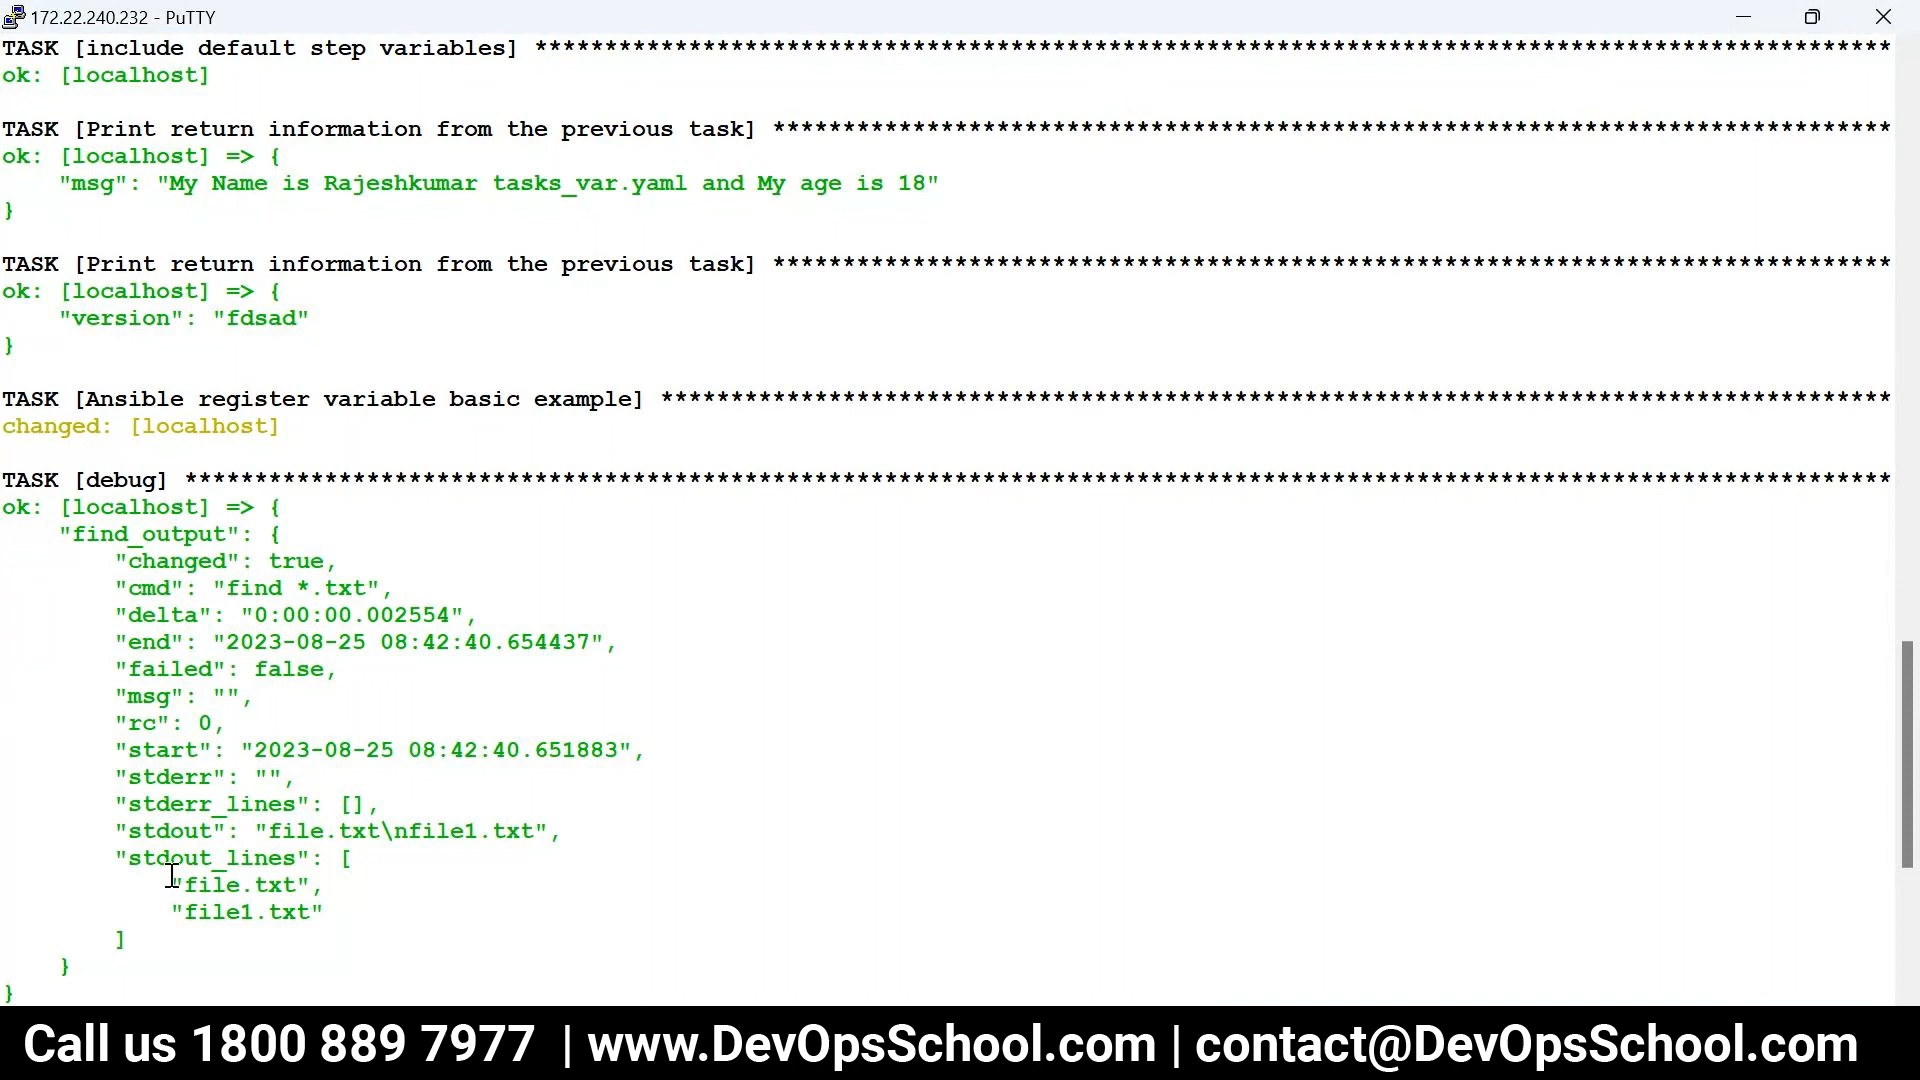 172.22.240.232 - PuTTY
TASK [include default step variables] *************************************************************************************************
ok: [localhost]
TASK [Print return information from the previous task] ********************************************************************************
ok: [localhost] => {
    "msg": "My Name is Rajeshkumar tasks_var.yaml and My age is 18"
}
TASK [Print return information from the previous task] ********************************************************************************
ok: [localhost] => {
    "version": "fdsad"
}
TASK [Ansible register variable basic example] ****************************************************************************************
changed: [localhost]
TASK [debug] **************************************************************************************************************************
ok: [localhost] => {
    "find_output": {
        "changed": true,
        "cmd": "find *.txt",
        "delta": "0:00:00.002554",
        "end": "2023-08-25 08:42:40.654437",
        "failed": false,
        "msg": "",
        "rc": 0,
        "start": "2023-08-25 08:42:40.651883",
        "stderr": "",
        "stderr_lines": [],
        "stdout": "file.txt\nfile1.txt",
        "stdout_lines": [
            "file.txt",
            "file1.txt"
        ]
    }
}
Call us 1800 889 7977 | www.DevOpsSchool.com | contact@DevOpsSchool.com